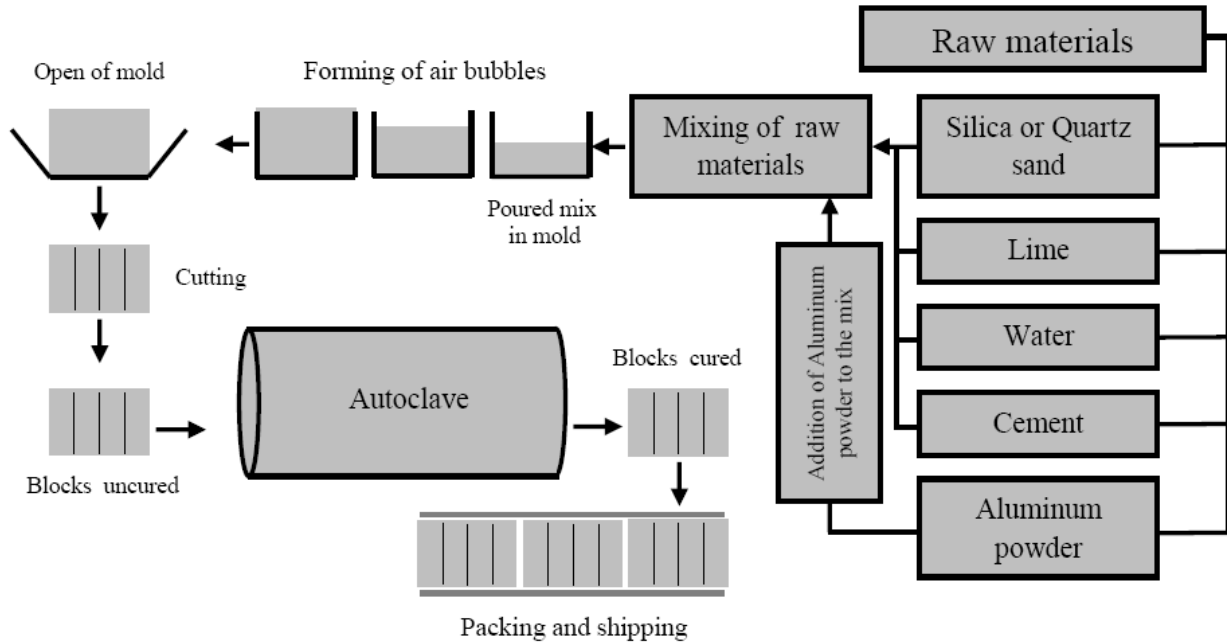 Raw materials
Open of mold
Forming of air bubbles
Mixing of raw
materials
Silica or Quartz
sand
Poured mix
in mold
Lime
Cutting
Addition of Aluminum
powder to the mix
Water
Blocks cured
Autoclave
Cement
Blocks uncured
Aluminum
powder
Packing and shipping